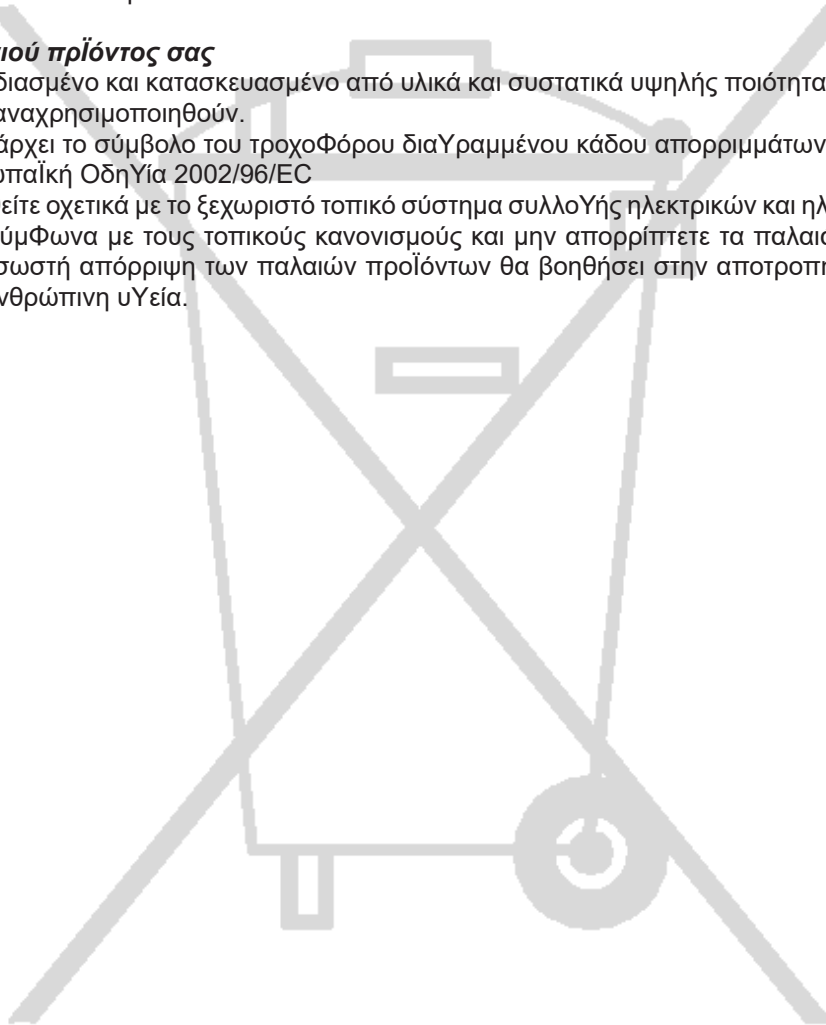 ιού πρΪόντος σας
διασμένο και κατασκευασμένο από υλικά και συστατικά υψηλής ποιότητα
αναχρησιμοποιηθούν.
άρχει το σύμβολο του τροχοΦόρου διαΥραμμένου κάδου απορριμμάτων
ωπαΪκή ΟδηΥία 2002/96/EC
είτε οχετικά με το ξεχωριστό τοπικό σύστημα συλλοΥής ηλεκτρικών και ηλ
ύμΦωνα με τους τοπικούς κανονισμούς και μην απορρίπτετε τα παλαιο
σωστή απόρριψη των παλαιών προΪόντων θα βοηθήσει στην αποτροπή
νθρώπινη υΥεία.